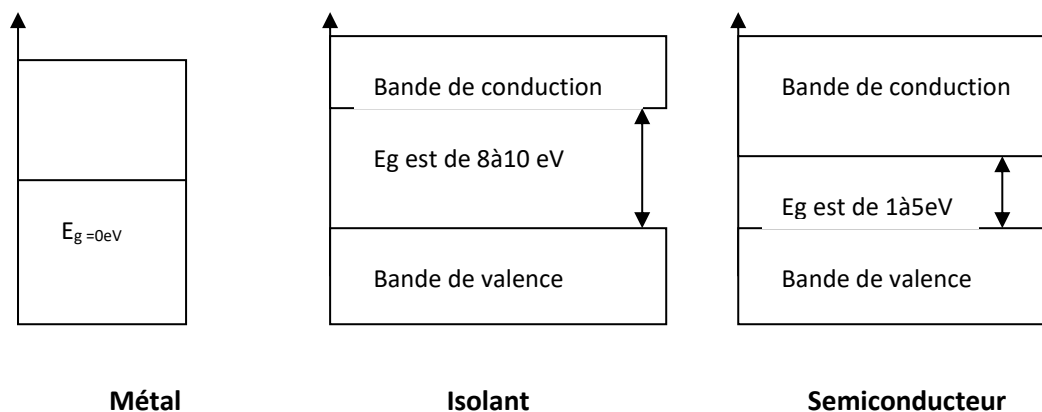 Bande de conduction
Bande de conduction
Eg est de 8à10 eV
Eg est de 1à5eV
Eg =0eV
Bande de valence
Bande de valence
Métal
Isolant
Semiconducteur